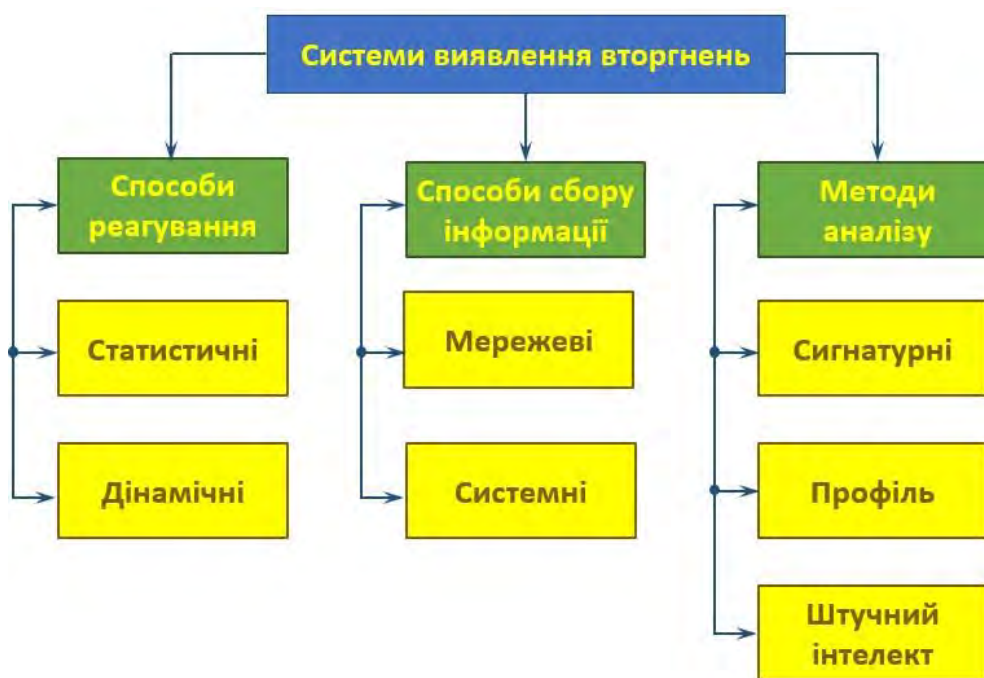 Системи виявлення вторгнень
Способи
реагування
Способи сбору
інформації
Методи
аналізу
Статистичні
Мережеві
Сигнатурні
Дінамічні
Системні
Профіль
Штучний
інтелект